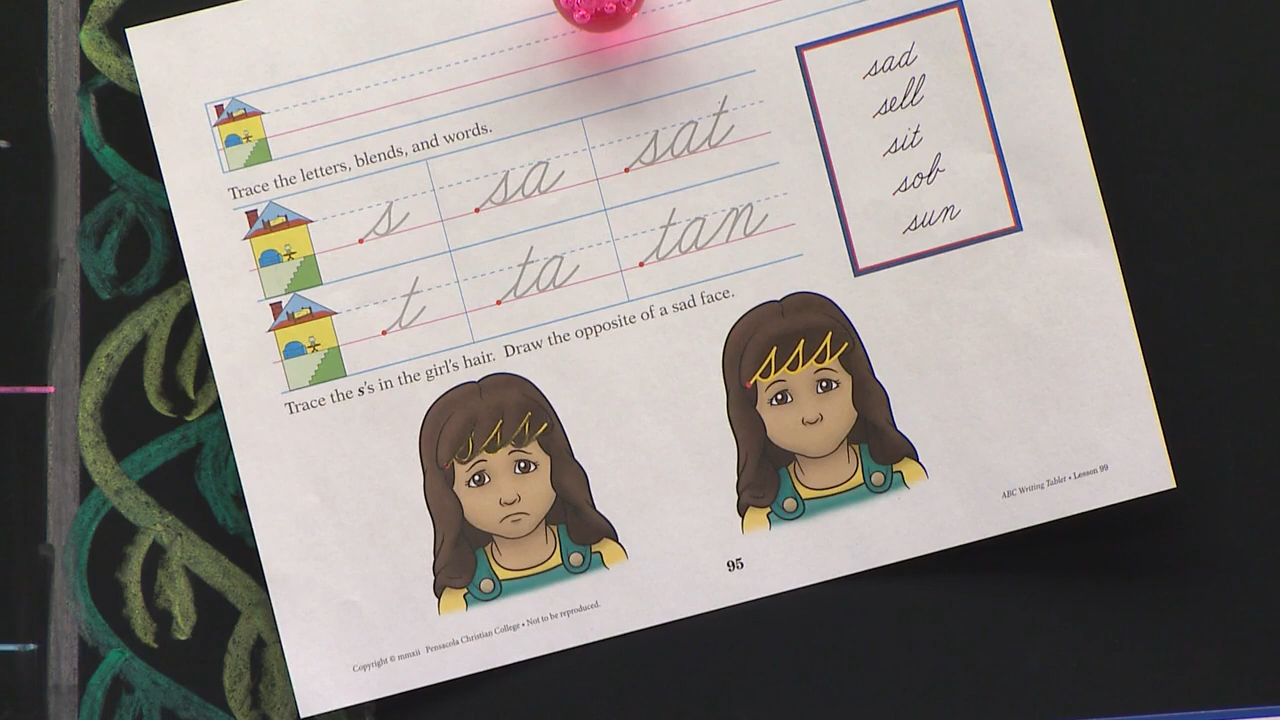 Trace the letters, blends, and words.
s sa sat
t ta tan
sad
sell
sit
sob
sun
Trace the s's in the girl's hair. Draw the opposite of a sad face.
s s s
s s s
ABC Writing Tablet • Lesson 99
95
Copyright © mmxii Pensacola Christian College • Not to be reproduced.